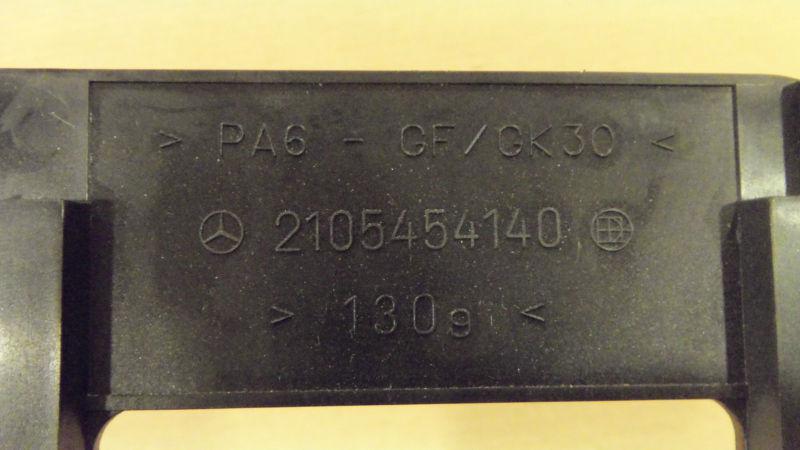 > PA6 - GF/GK30 <
2105454140
> 130g <